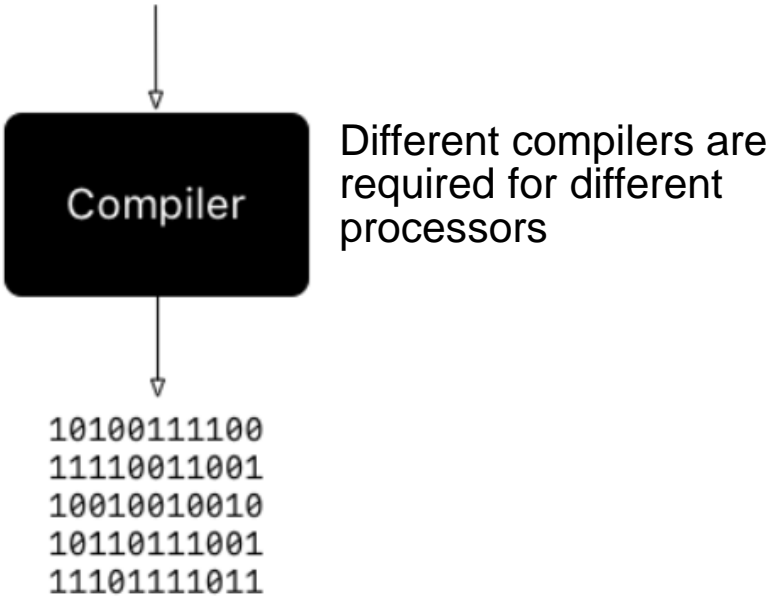 Compiler
Different compilers are
required for different
processors
10100111100
11110011001
10010010010
10110111001
11101111011